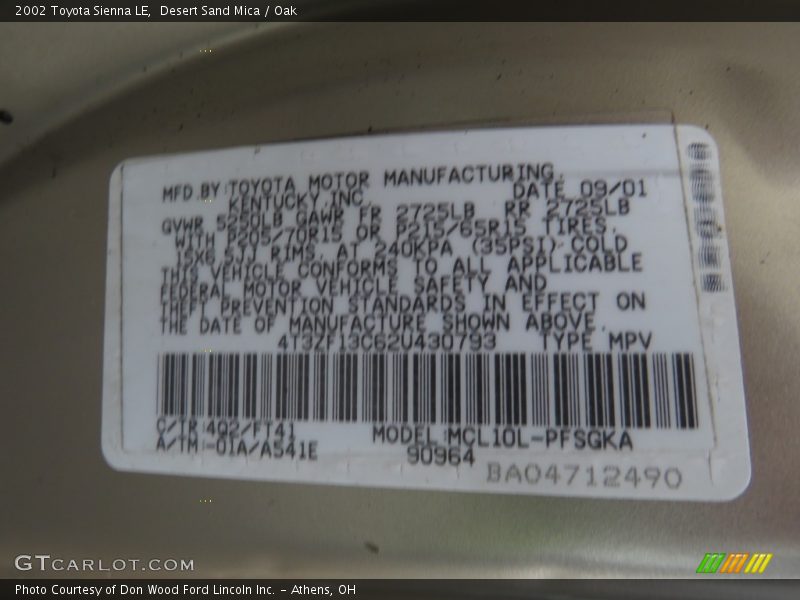 2002 Toyota Sienna LE, Desert Sand Mica / Oak
MFD.BY:TOYOTA MOTOR MANUFACTURING,
KENTUCKY,INC. DATE 09/01
GVWR 5250LB GAWR FR 2725LB RR 2725LB
WITH P205/70R15 OR P215/65R15 TIRES,
15X6.5JJ RIMS, AT 240KPA (35PSI) COLD
THIS VEHICLE CONFORMS TO ALL APPLICABLE
FEDERAL MOTOR VEHICLE SAFETY AND
THEFT PREVENTION STANDARDS IN EFFECT ON
THE DATE OF MANUFACTURE SHOWN ABOVE.
4T3ZF13C62U430793 TYPE MPV
C/TR:4Q2/FT41 MODEL:MCL10L-PFSGKA
A/TM:-01A/A541E 90964
BA04712490
GTCARLOT.COM
Photo Courtesy of Don Wood Ford Lincoln Inc. - Athens, OH